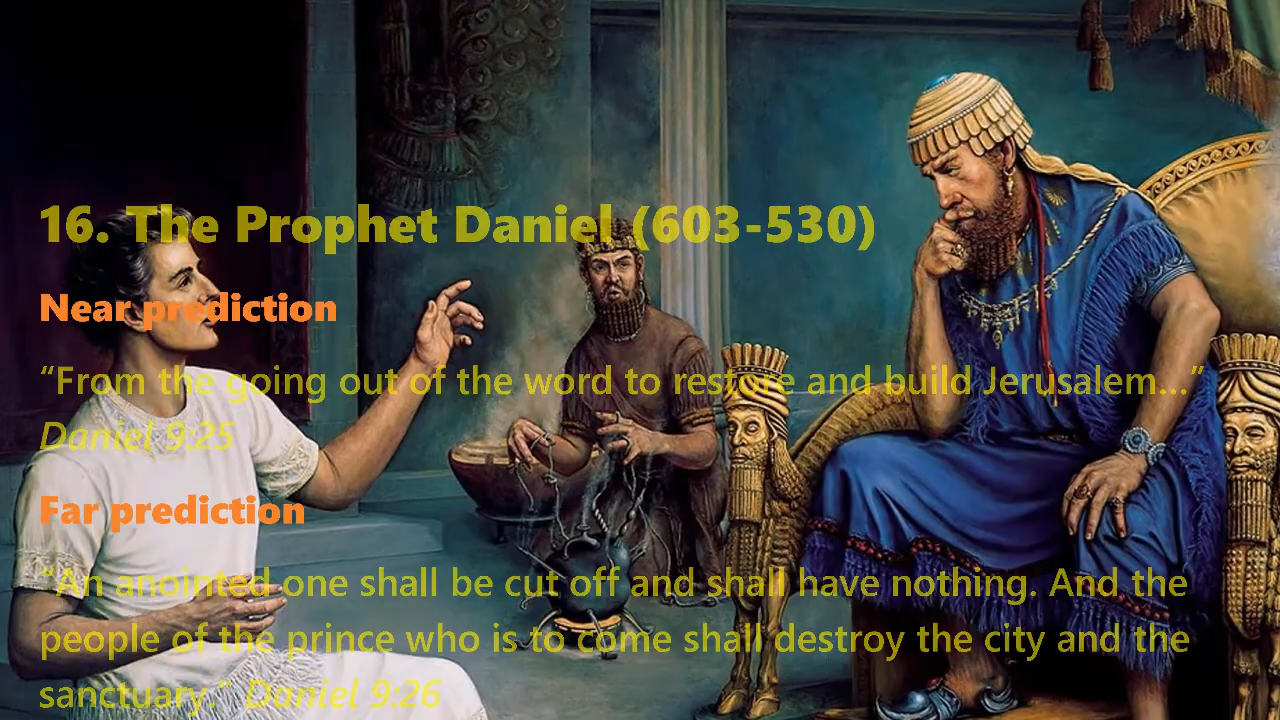 16. The Prophet Daniel (603-530)
Near prediction
“From the going out of the word to restore and build Jerusalem…”
Daniel 9:25
Far prediction
“An anointed one shall be cut off and shall have nothing. And the
people of the prince who is to come shall destroy the city and the
sanctuary.” Daniel 9:26